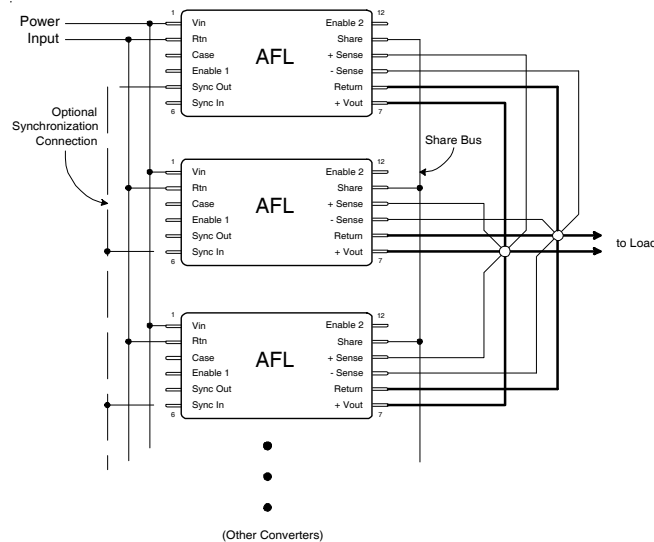 Power
Input
1
12
Vin
Enable 2
Rtn
Share
Case
AFL
+ Sense
Enable 1
- Sense
Sync Out
Return
Sync In
+ Vout
6
7
Optional
Synchronization
Connection
Share Bus
1
12
Vin
Enable 2
Rtn
Share
Case
AFL
+ Sense
Enable 1
- Sense
Sync Out
Return
Sync In
+ Vout
6
7
to Load
1
12
Vin
Enable 2
Rtn
Share
Case
AFL
+ Sense
Enable 1
- Sense
Sync Out
Return
Sync In
+ Vout
6
7
(Other Converters)